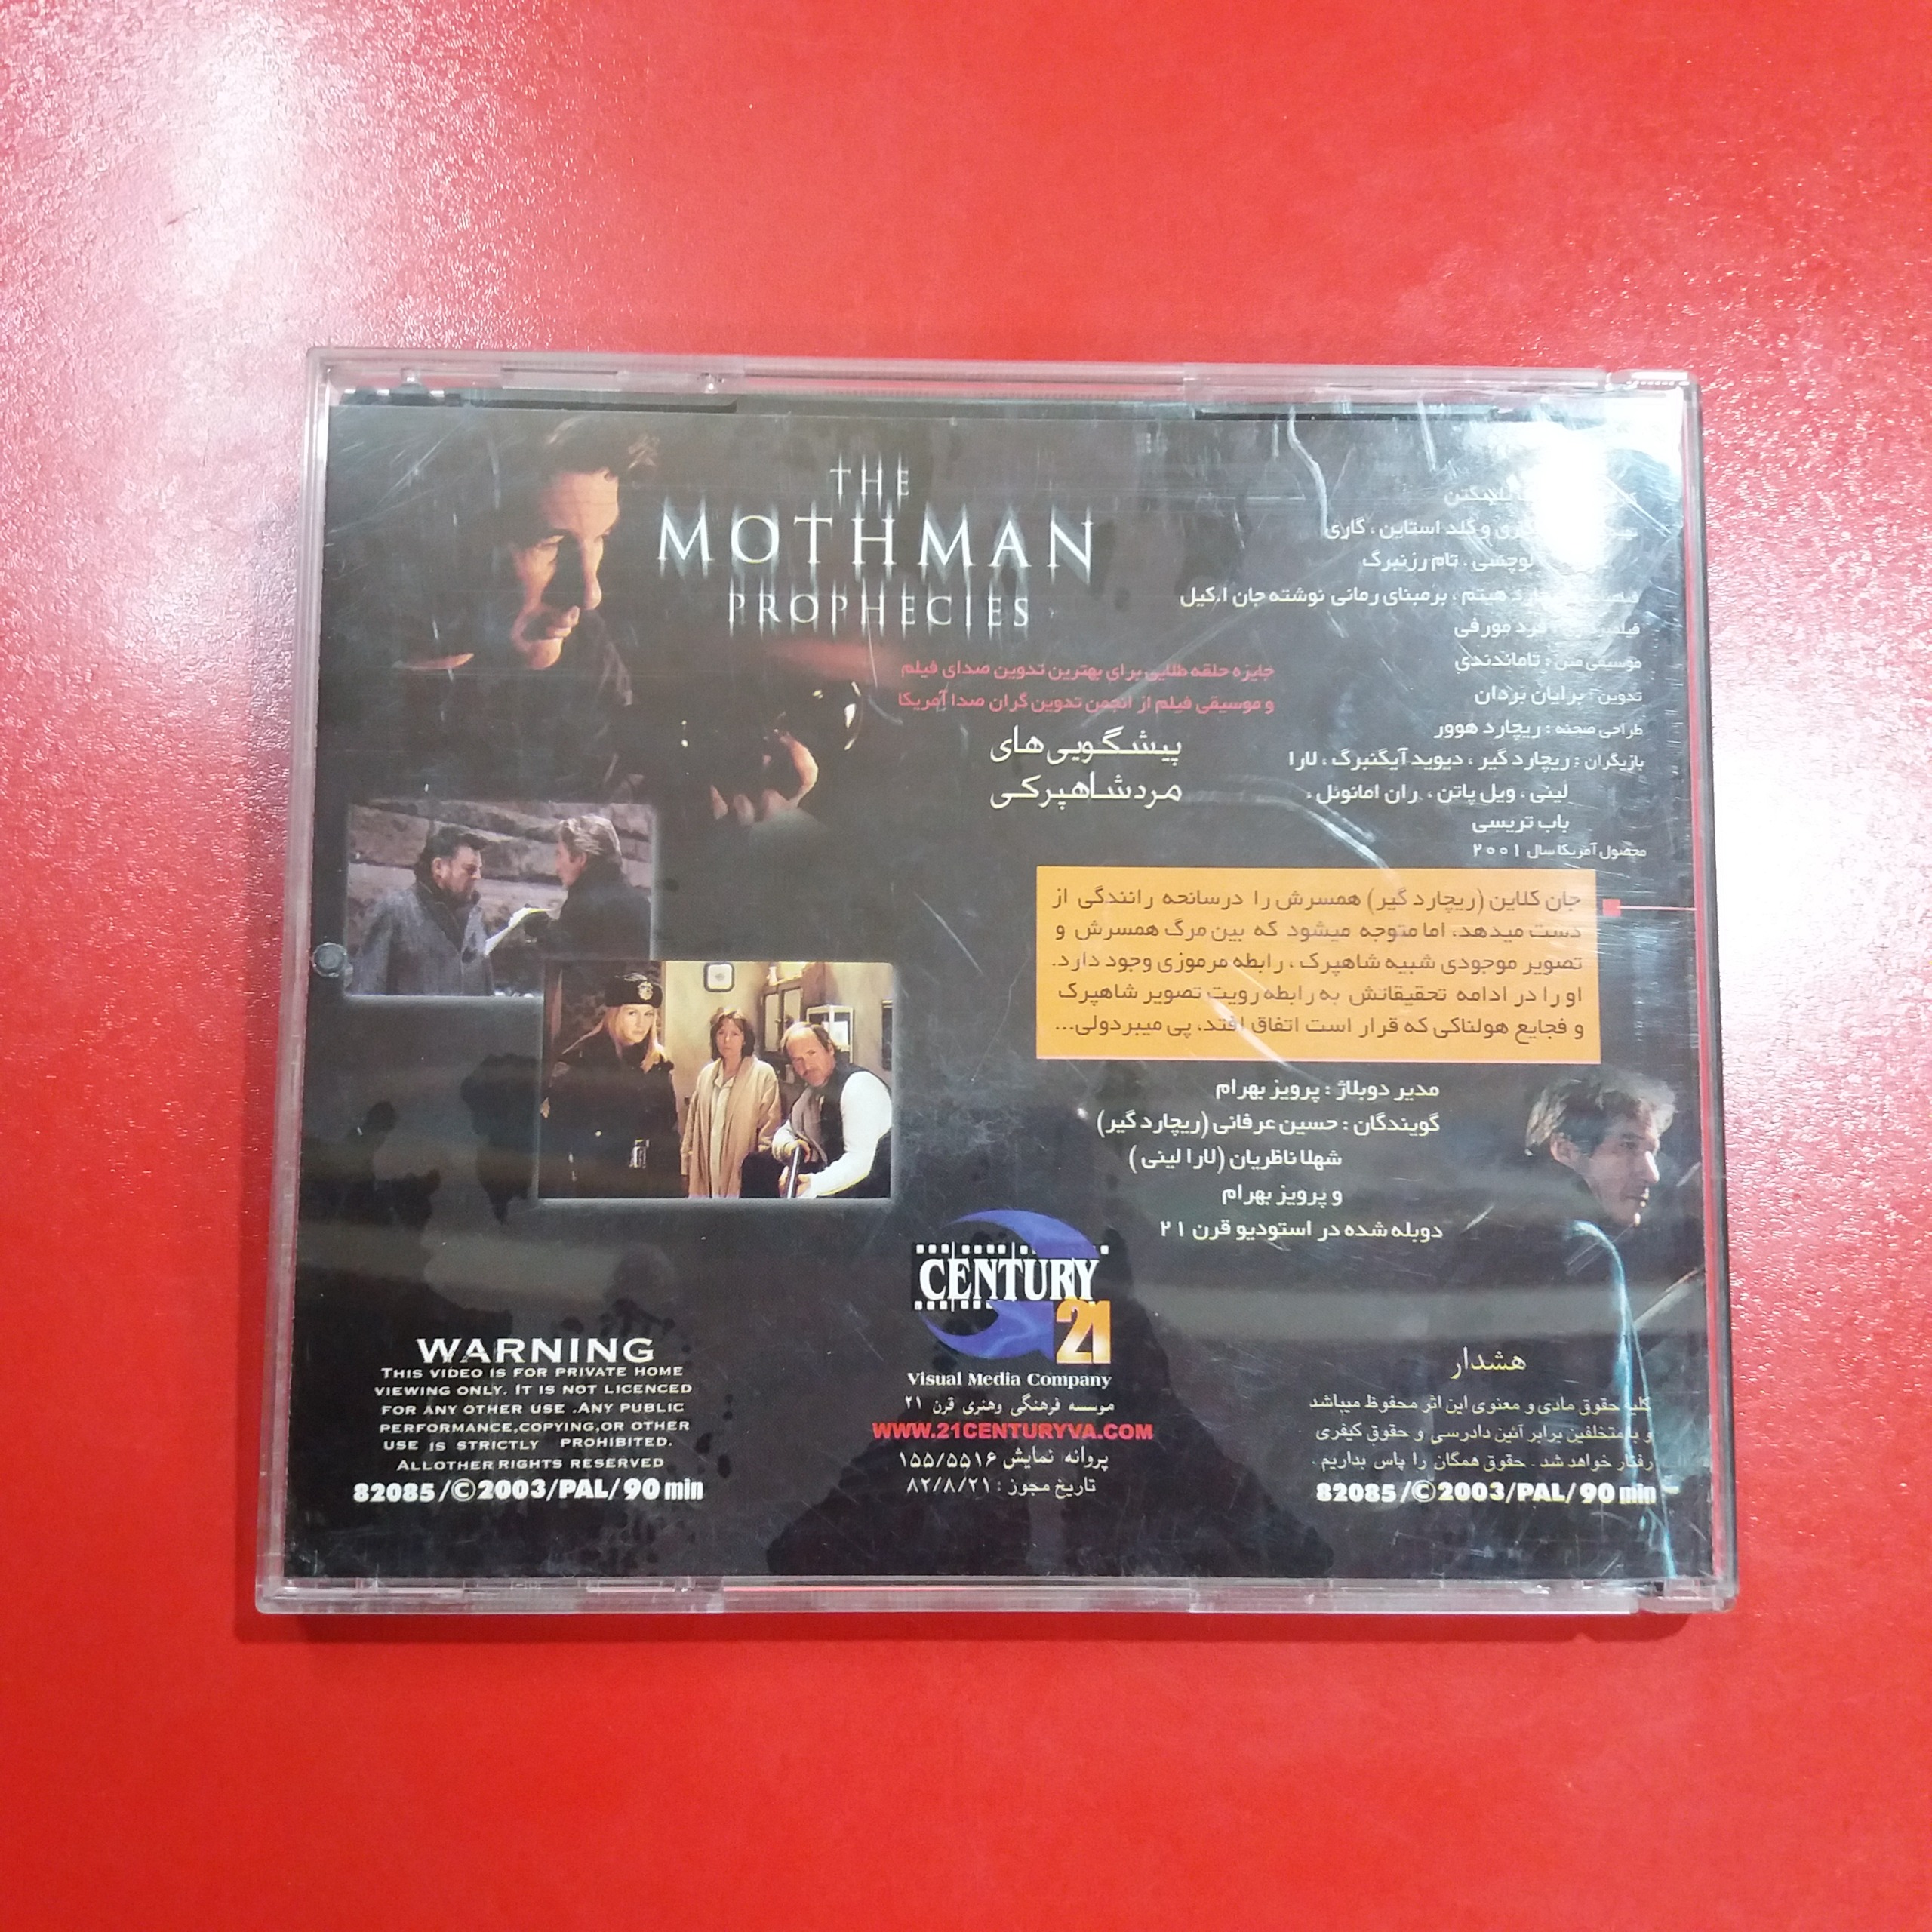 THE
MOTHMAN
PROPHECIES
جایزه حلقه طلایی برای بهترین تدوین صدای فیلم
و موسیقی فیلم از انجمن تدوین گران صدا آمریکا
پیشگویی های
مرد شاهپرکی
گلد استاین ، گاری
لوچسی . تام رزنبرگ
هیتم ، برمبنای رمانی نوشته جان ا.کیل
فرد مورفی
موسیقی متن : تاماندندی
تدوین : برایان بردان
طراحی صحنه : ریچارد هوور
بازیگران : ریچارد گیر ، دیوید آیگنبرگ ، لارا
لینی ، ویل پاتن ، ران امانوئل ،
باب تریسی
محصول آمریکا سال ۲۰۰۱
جان کلاین (ریچارد گیر) همسرش را درسانحه رانندگی از
دست میدهد، اما متوجه میشود که بین مرگ همسرش و
تصویر موجودی شبیه شاهپرک ، رابطه مرموزی وجود دارد.
او را در ادامه تحقیقاتش به رابطه رویت تصویر شاهپرک
و فجایع هولناکی که قرار است اتفاق افتد، پی میبردولی...
مدیر دوبلاژ : پرویز بهرام
گویندگان : حسین عرفانی (ریچارد گیر)
شهلا ناظریان (لارا لینی )
و پرویز بهرام
دوبله شده در استودیو قرن ۲۱
CENTURY
21
Visual Media Company
موسسه فرهنگی وهنری قرن ۲۱
WWW.21CENTURYVA.COM
پروانه نمایش ۱۵۵/۵۵۱۶
تاریخ مجوز : ۸۲/۸/۲۱
WARNING
THIS VIDEO IS FOR PRIVATE HOME
VIEWING ONLY. IT IS NOT LICENCED
FOR ANY OTHER USE .ANY PUBLIC
PERFORMANCE,COPYING,OR OTHER
USE IS STRICTLY PROHIBITED.
ALLOTHER RIGHTS RESERVED
82085/©2003/PAL/90 min
هشدار
کلیه حقوق مادی و معنوی این اثر محفوظ میباشد
و با متخلفین برابر آئین دادرسی و حقوق کیفری
رفتار خواهد شد . حقوق همگان را پاس بداریم .
82085/©2003/PAL/90 min